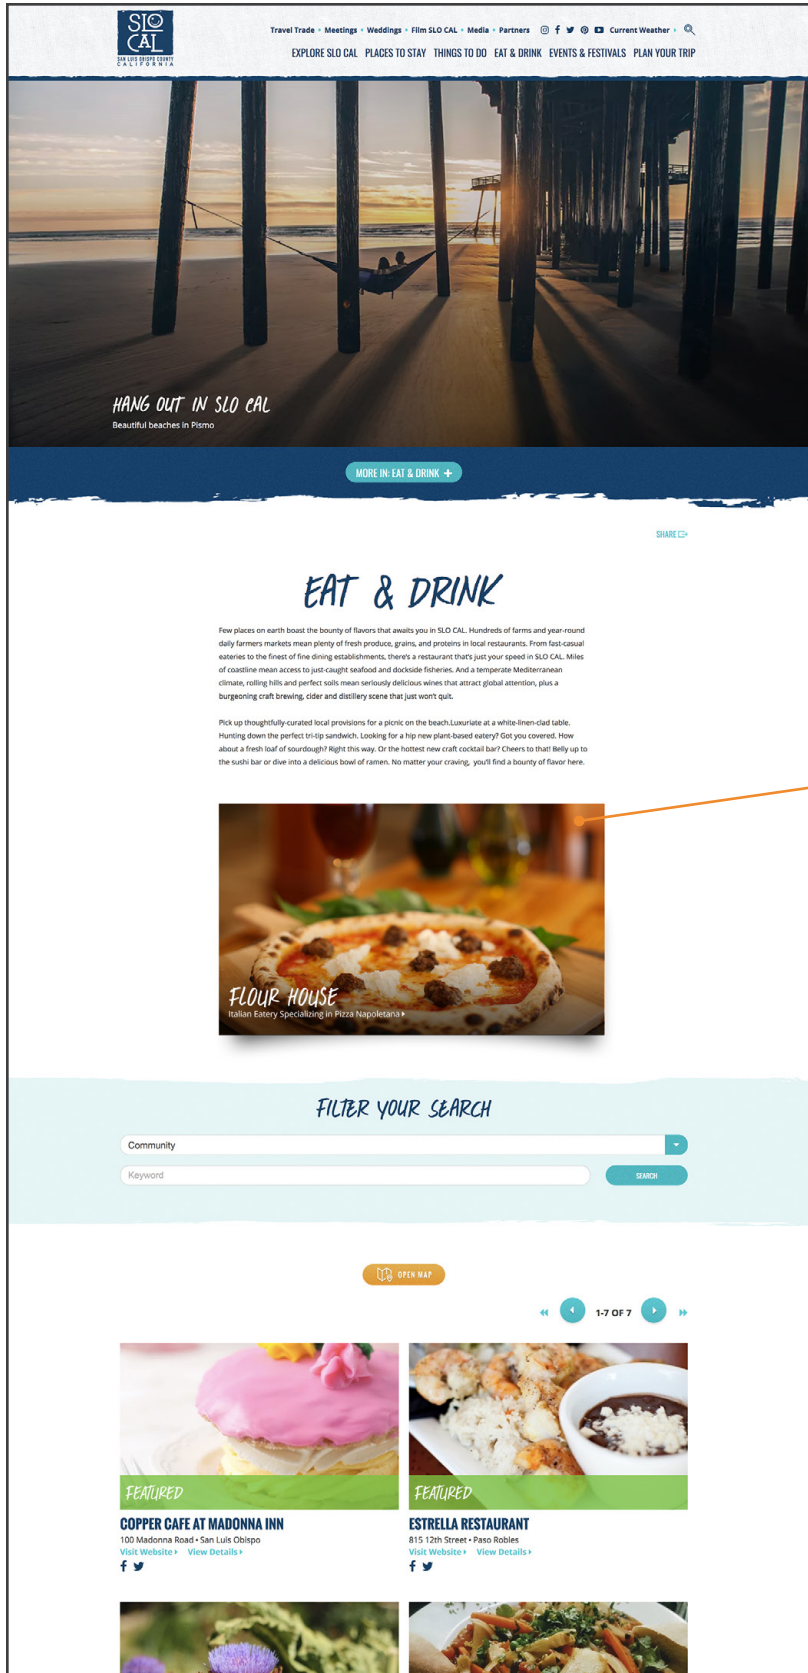 SLO
CAL
SAN LUIS OBISPO COUNTY
CALIFORNIA
Travel Trade • Meetings • Weddings • Film SLO CAL • Media • Partners Current Weather
EXPLORE SLO CAL PLACES TO STAY THINGS TO DO EAT & DRINK EVENTS & FESTIVALS PLAN YOUR TRIP
HANG OUT IN SLO CAL
Beautiful beaches in Pismo
MORE IN: EAT & DRINK +
SHARE
EAT & DRINK
Few places on earth boast the bounty of flavors that awaits you in SLO CAL. Hundreds of farms and year-round
daily farmers markets mean plenty of fresh produce, grains, and proteins in local restaurants. From fast-casual
eateries to the finest of fine dining establishments, there's a restaurant that's just your speed in SLO CAL. Miles
of coastline mean access to just-caught seafood and dockside fisheries. And a temperate Mediterranean
climate, rolling hills and perfect soils mean seriously delicious wines that attract global attention, plus a
burgeoning craft brewing, cider and distillery scene that just won't quit.
Pick up thoughtfully-curated local provisions for a picnic on the beach.Luxuriate at a white-linen-clad table.
Hunting down the perfect tri-tip sandwich. Looking for a hip new plant-based eatery? Got you covered. How
about a fresh loaf of sourdough? Right this way. Or the hottest new craft cocktail bar? Cheers to that! Belly up to
the sushi bar or dive into a delicious bowl of ramen. No matter your craving, you'll find a bounty of flavor here.
FLOUR HOUSE
Italian Eatery Specializing in Pizza Napoletana
FILTER YOUR SEARCH
Community
Keyword
SEARCH
OPEN MAP
1-7 OF 7
FEATURED
FEATURED
COPPER CAFE AT MADONNA INN
100 Madonna Road • San Luis Obispo
Visit Website View Details
ESTRELLA RESTAURANT
815 12th Street • Paso Robles
Visit Website View Details